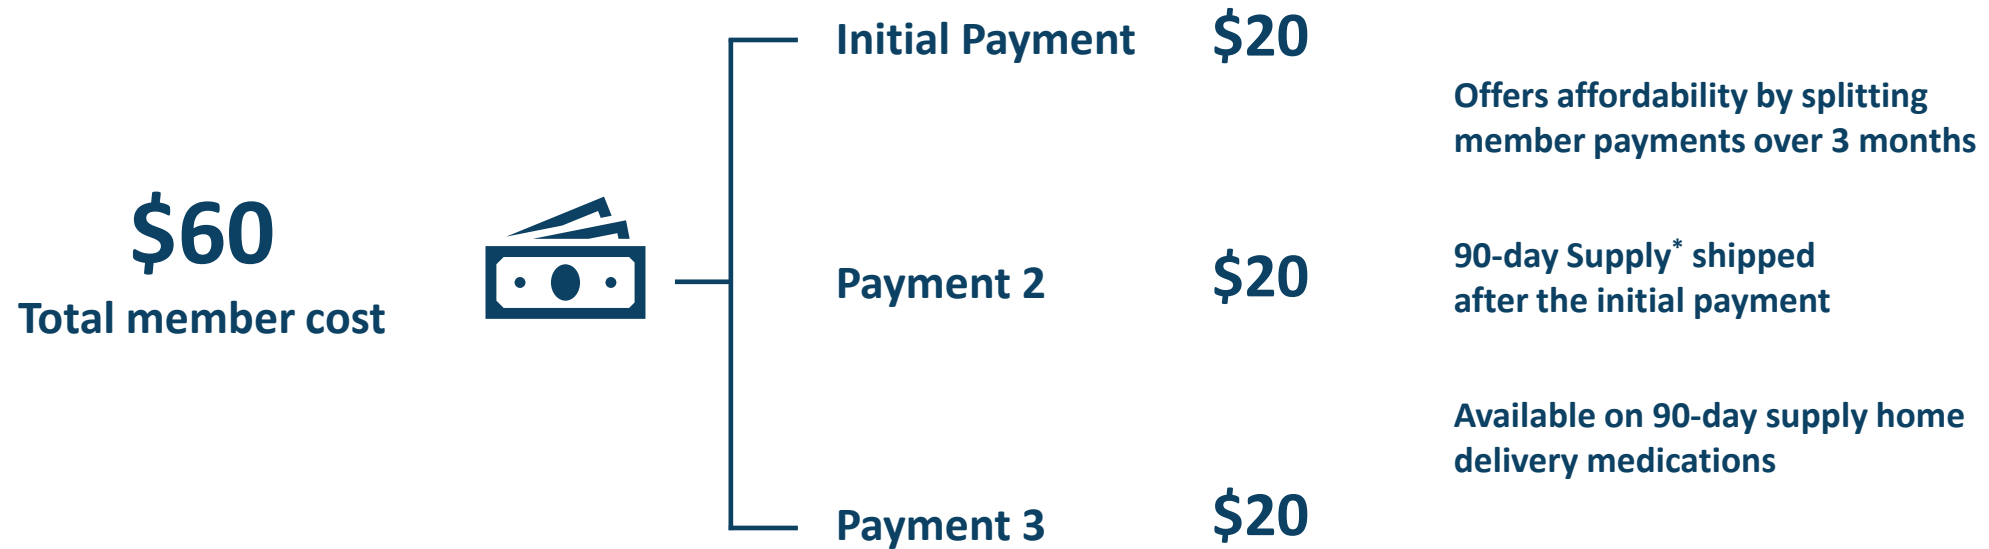 $60
Total member cost
Initial Payment $20
Payment 2 $20
Payment 3 $20
Offers affordability by splitting
member payments over 3 months
90-day Supply* shipped
after the initial payment
Available on 90-day supply home
delivery medications